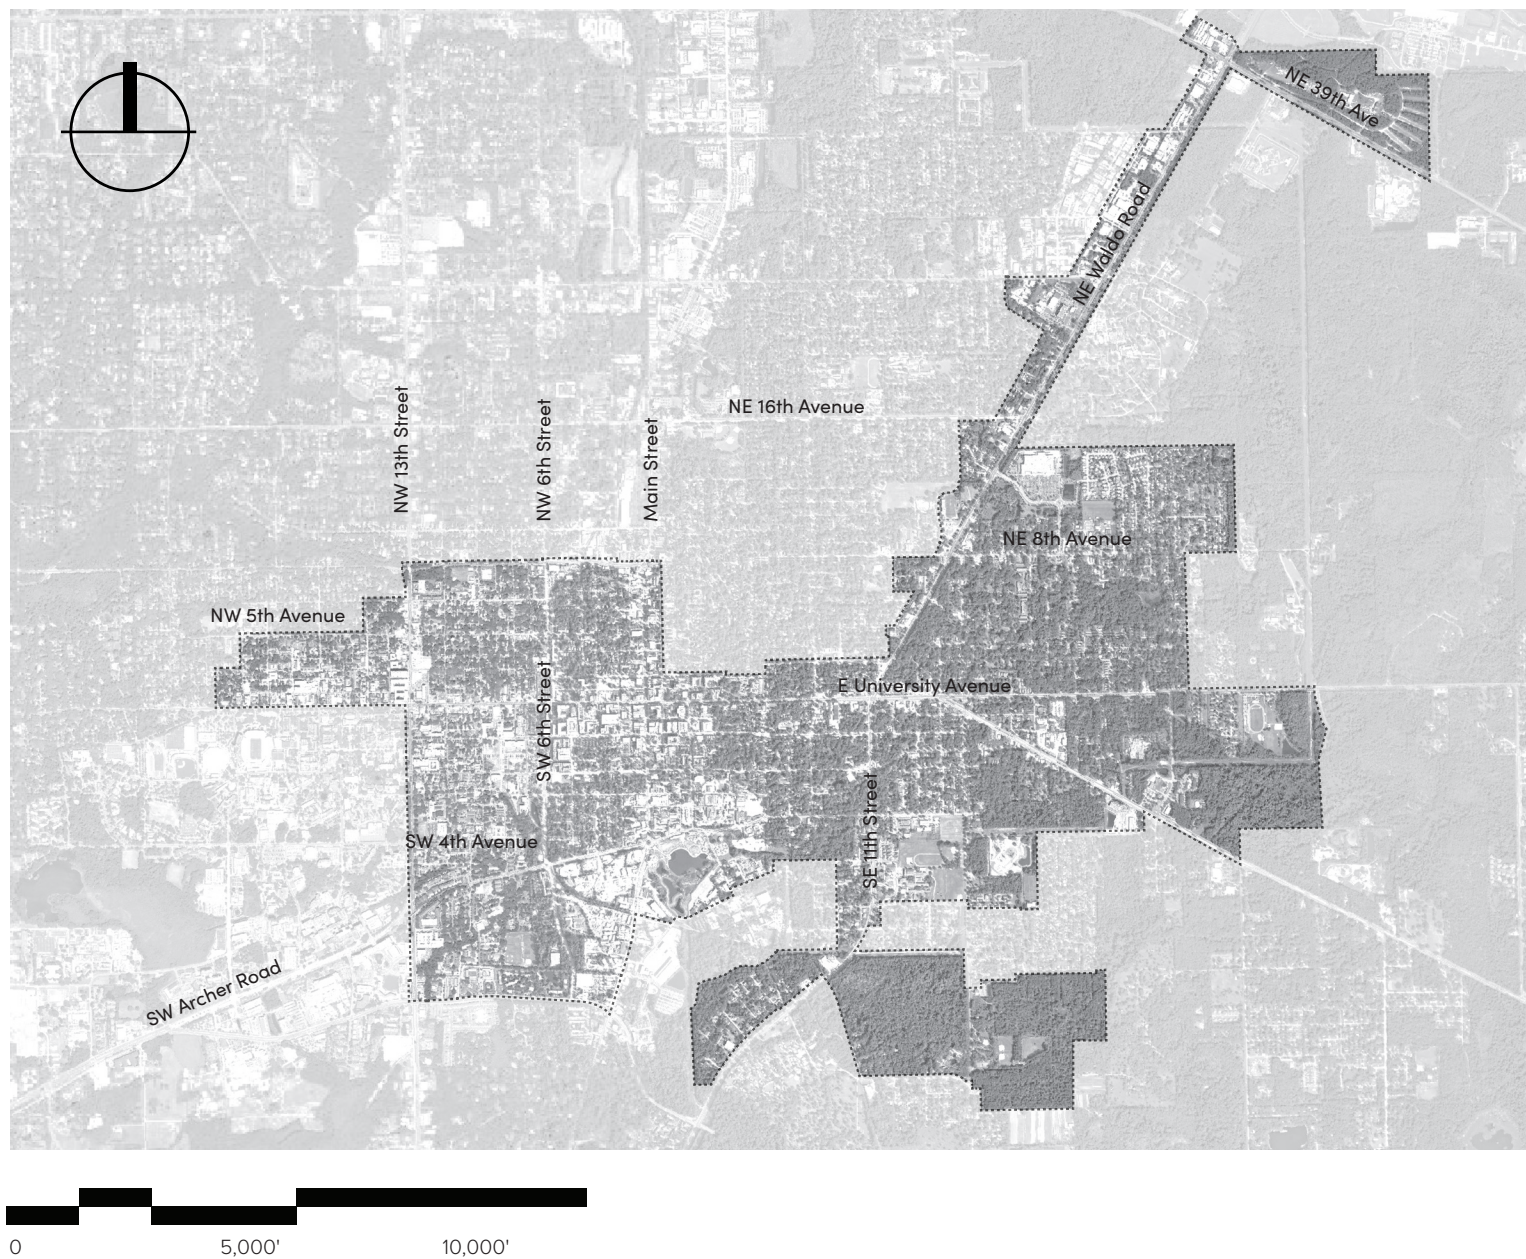 NE 39th Ave
NE Waldo Road
NW 13th Street
NW 6th Street
Main Street
NE 16th Avenue
NE 8th Avenue
NW 5th Avenue
E University Avenue
SW 6th Street
SE 11th Street
SW 4th Avenue
SW Archer Road
0
5,000'
10,000'